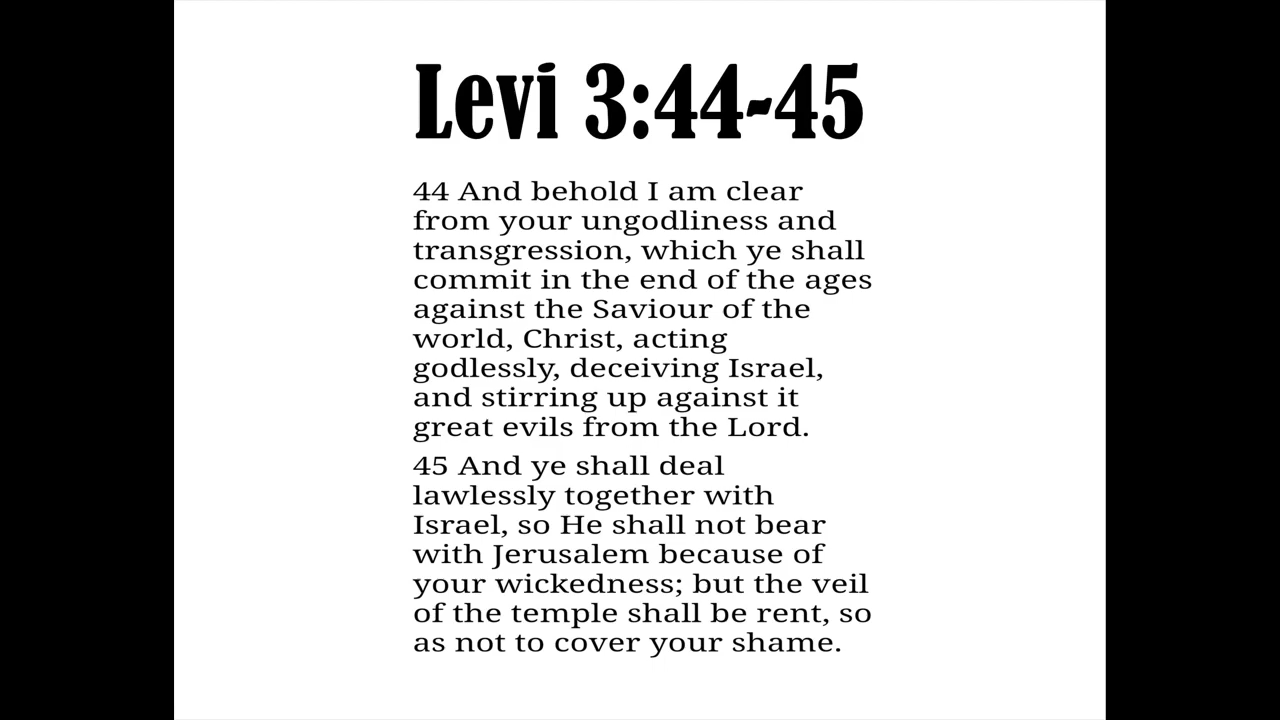 Levi 3:44-45
44 And behold I am clear
from your ungodliness and
transgression, which ye shall
commit in the end of the ages
against the Saviour of the
world, Christ, acting
godlessly, deceiving Israel,
and stirring up against it
great evils from the Lord.
45 And ye shall deal
lawlessly together with
Israel, so He shall not bear
with Jerusalem because of
your wickedness; but the veil
of the temple shall be rent, so
as not to cover your shame.